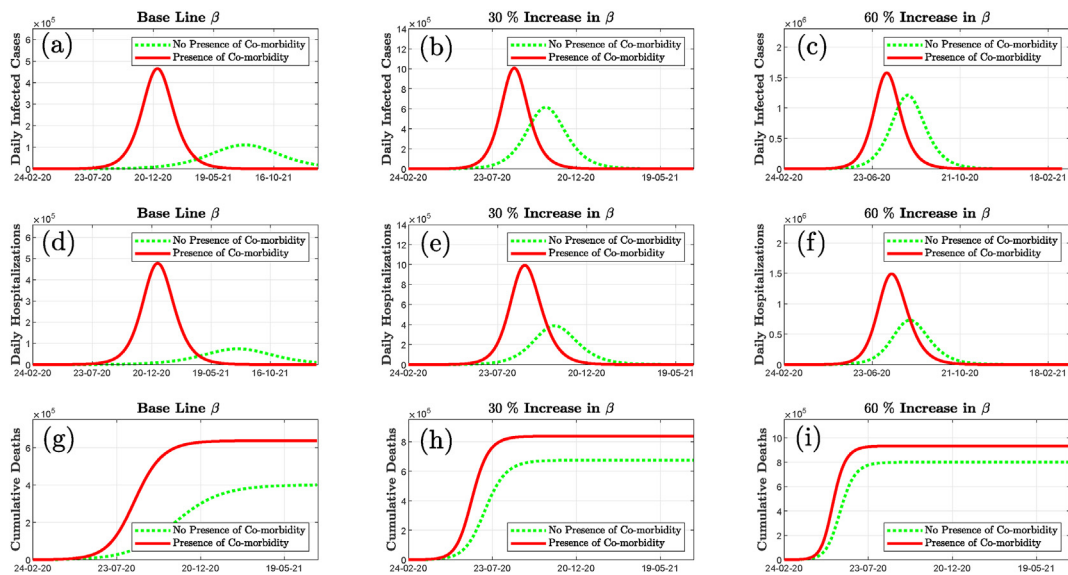 Base Line β
×10⁵
(a)
No Presence of Co-morbidity
Presence of Co-morbidity
Daily Infected Cases
6
5
4
3
2
1
0
24-02-20 23-07-20 20-12-20 19-05-21 16-10-21
30 % Increase in β
×10⁵
(b)
No Presence of Co-morbidity
Presence of Co-morbidity
Daily Infected Cases
14
12
10
8
6
4
2
0
24-02-20 23-07-20 20-12-20 19-05-21
60 % Increase in β
×10⁶
(c)
No Presence of Co-morbidity
Presence of Co-morbidity
Daily Infected Cases
2
1.5
1
0.5
0
24-02-20 23-06-20 21-10-20 18-02-21
Base Line β
×10⁵
(d)
No Presence of Co-morbidity
Presence of Co-morbidity
Daily Hospitalizations
6
5
4
3
2
1
0
24-02-20 23-07-20 20-12-20 19-05-21 16-10-21
30 % Increase in β
×10⁵
(e)
No Presence of Co-morbidity
Presence of Co-morbidity
Daily Hospitalizations
14
12
10
8
6
4
2
0
24-02-20 23-07-20 20-12-20 19-05-21
60 % Increase in β
×10⁶
(f)
No Presence of Co-morbidity
Presence of Co-morbidity
Daily Hospitalizations
2
1.5
1
0.5
0
24-02-20 23-06-20 21-10-20 18-02-21
Base Line β
×10⁵
(g)
Cumulative Deaths
6
4
2
0
No Presence of Co-morbidity
Presence of Co-morbidity
24-02-20 23-07-20 20-12-20 19-05-21
30 % Increase in β
×10⁵
(h)
Cumulative Deaths
8
6
4
2
0
No Presence of Co-morbidity
Presence of Co-morbidity
24-02-20 23-07-20 20-12-20 19-05-21
60 % Increase in β
×10⁵
(i)
Cumulative Deaths
10
8
6
4
2
0
No Presence of Co-morbidity
Presence of Co-morbidity
24-02-20 23-07-20 20-12-20 19-05-21